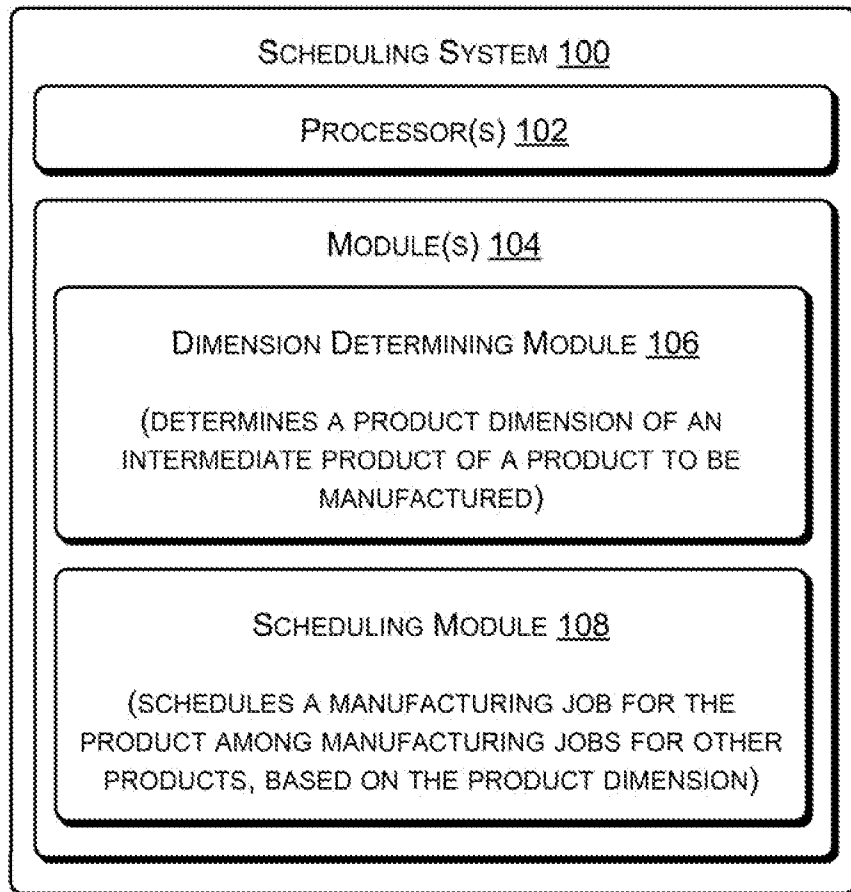 SCHEDULING SYSTEM 100
PROCESSOR(S) 102
MODULE(S) 104
DIMENSION DETERMINING MODULE 106
(DETERMINES A PRODUCT DIMENSION OF AN
INTERMEDIATE PRODUCT OF A PRODUCT TO BE
MANUFACTURED)
SCHEDULING MODULE 108
(SCHEDULES A MANUFACTURING JOB FOR THE
PRODUCT AMONG MANUFACTURING JOBS FOR OTHER
PRODUCTS, BASED ON THE PRODUCT DIMENSION)